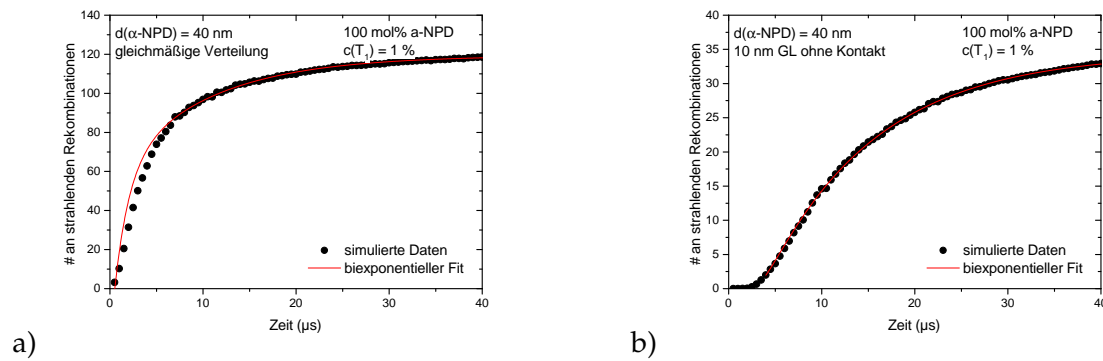 d(α-NPD) = 40 nm
gleichmäßige Verteilung
100 mol% a-NPD
c(T₁) = 1 %
# an strahlenden Rekombinationen
140
120
100
80
60
40
20
0
simulierte Daten
biexponentieller Fit
0 10 20 30 40
Zeit (µs)
a)
d(α-NPD) = 40 nm
10 nm GL ohne Kontakt
100 mol% a-NPD
c(T₁) = 1 %
# an strahlenden Rekombinationen
40
35
30
25
20
15
10
5
0
simulierte Daten
biexponentieller Fit
0 10 20 30 40
Zeit (µs)
b)